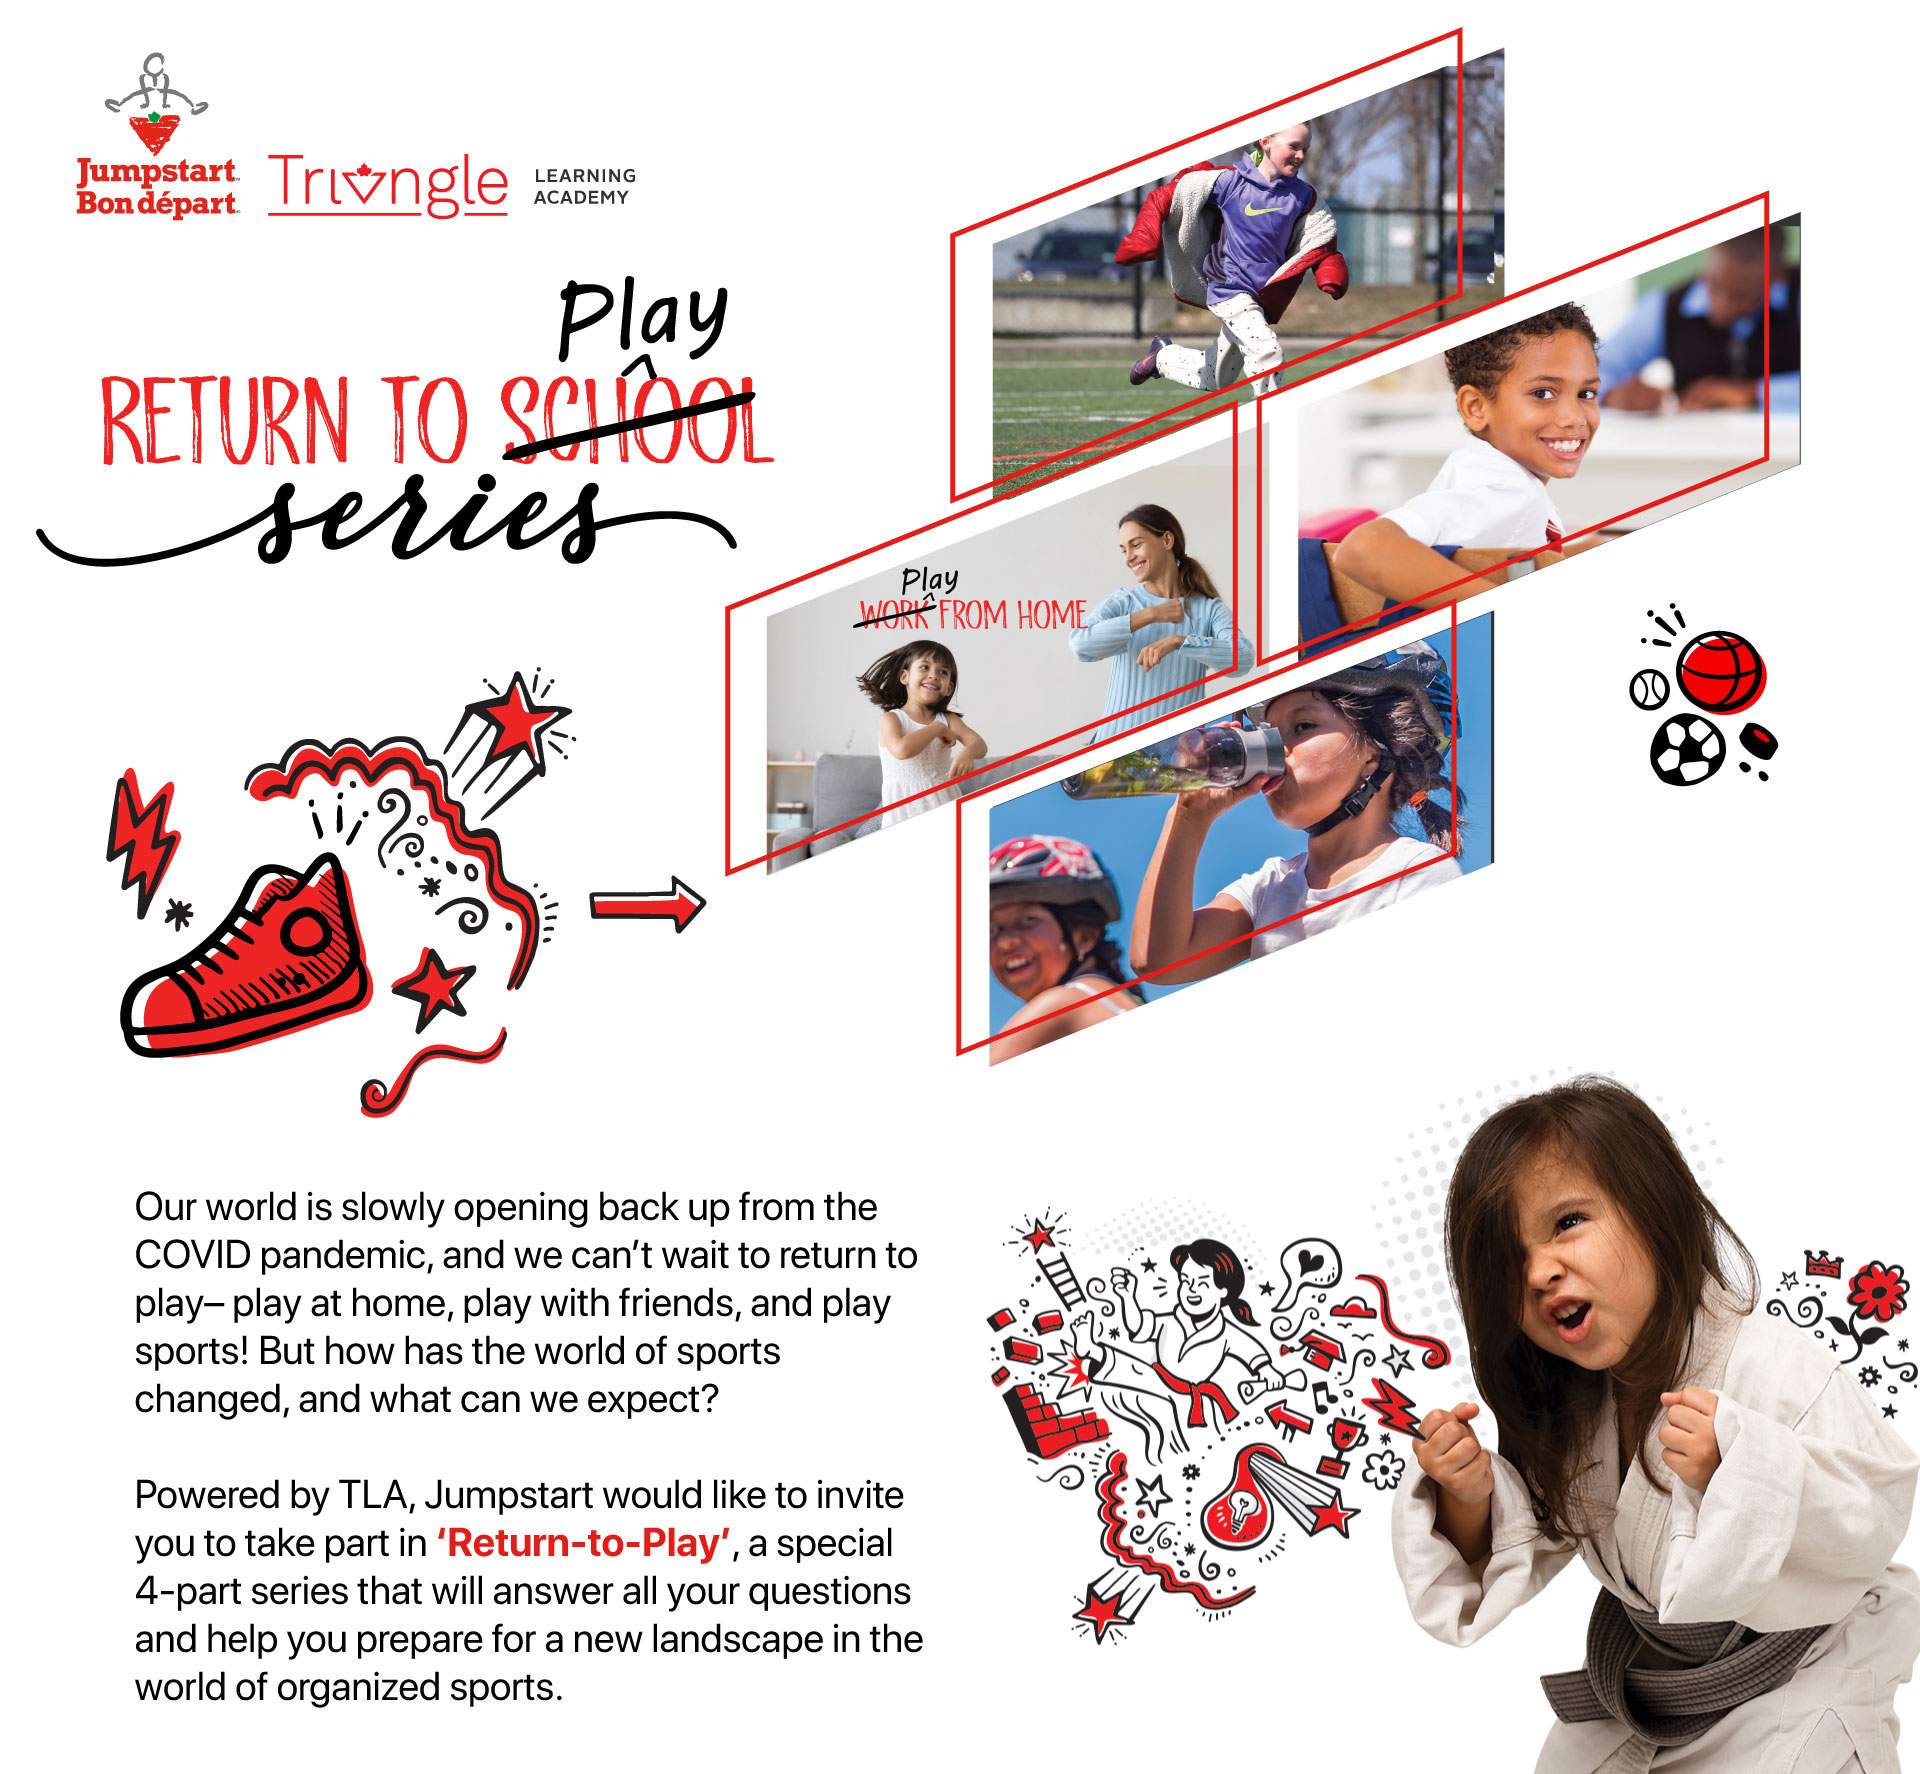 Jumpstart
Bon départ
Triangle
LEARNING
ACADEMY
Play
RETURN TO SCHOOL
series
Play
WORK FROM HOME
Our world is slowly opening back up from the
COVID pandemic, and we can't wait to return to
play– play at home, play with friends, and play
sports! But how has the world of sports
changed, and what can we expect?
Powered by TLA, Jumpstart would like to invite
you to take part in ‘Return-to-Play’, a special
4-part series that will answer all your questions
and help you prepare for a new landscape in the
world of organized sports.